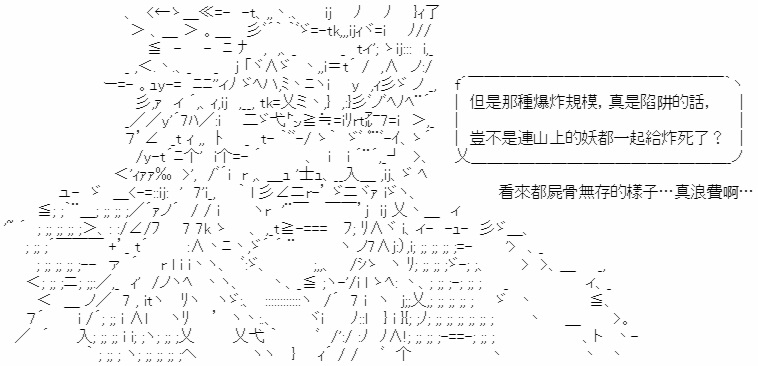 但是那種爆炸規模，真是陷阱的話，
豈不是連山上的妖都一起給炸死了？
看來都屍骨無存的樣子…真浪費啊…